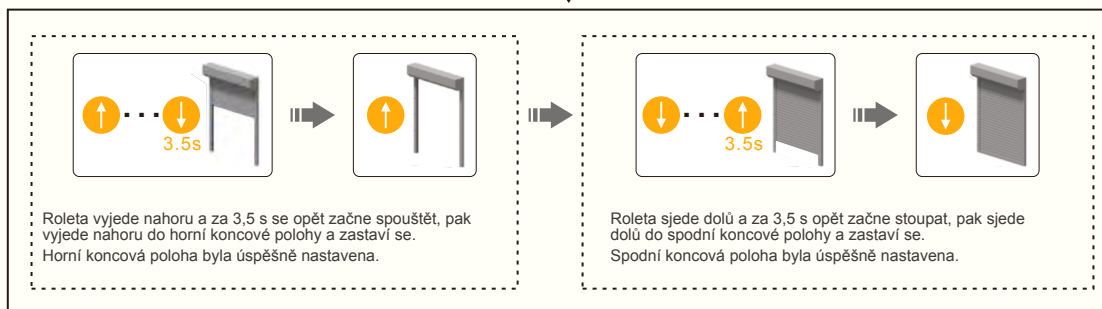 3.5s
Roleta vyjede nahoru a za 3,5 s se opět začne spouštět, pak
vyjede nahoru do horní koncové polohy a zastaví se.
Horní koncová poloha byla úspěšně nastavena.
3.5s
Roleta sjede dolů a za 3,5 s opět začne stoupat, pak sjede
dolů do spodní koncové polohy a zastaví se.
Spodní koncová poloha byla úspěšně nastavena.